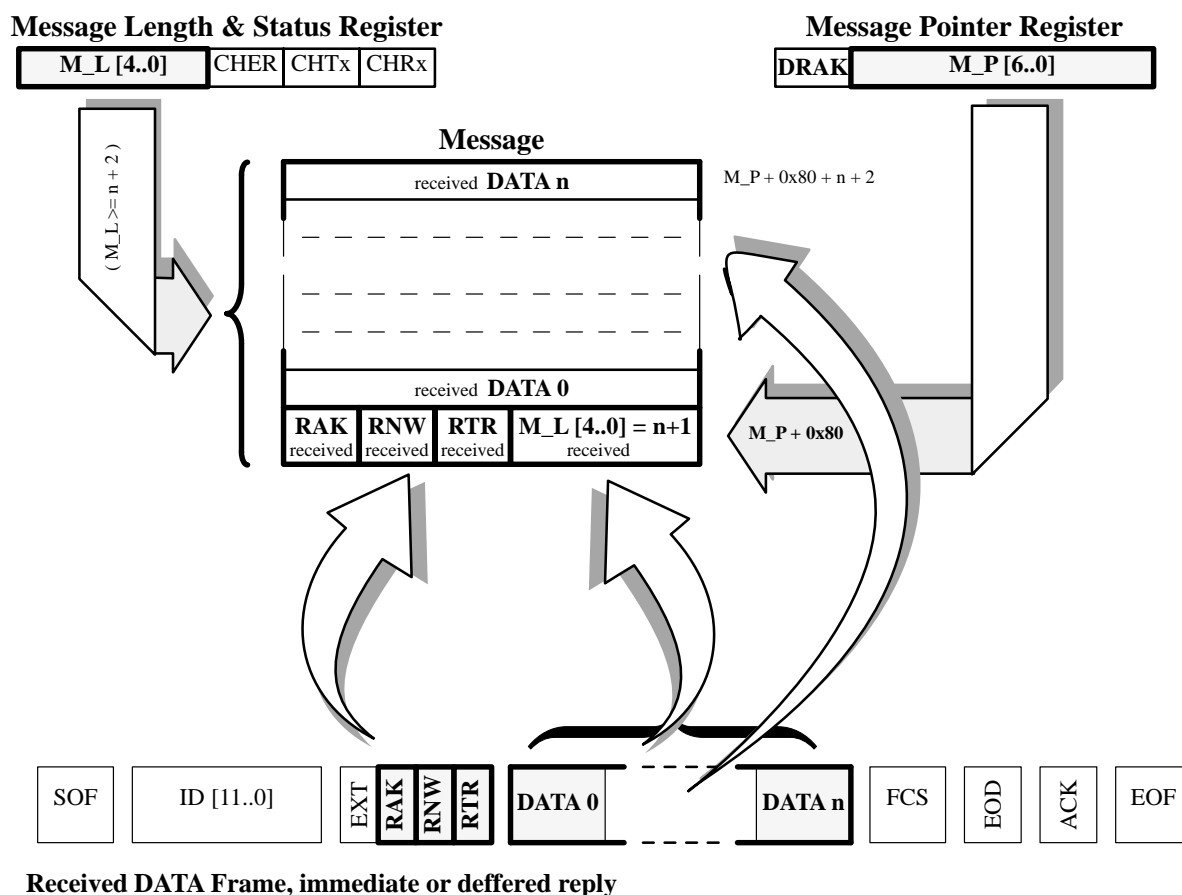 Message Length & Status Register
Message Pointer Register
M_L [4..0] CHER CHTx CHRx
DRAK M_P [6..0]
( M_L >= n + 2 )
Message
received DATA n
M_P + 0x80 + n + 2
received DATA 0
RAK RNW RTR M_L [4..0] = n+1
received received received received
M_P + 0x80
SOF ID [11..0] EXT RAK RNW RTR DATA 0 DATA n FCS EOD ACK EOF
Received DATA Frame, immediate or deffered reply